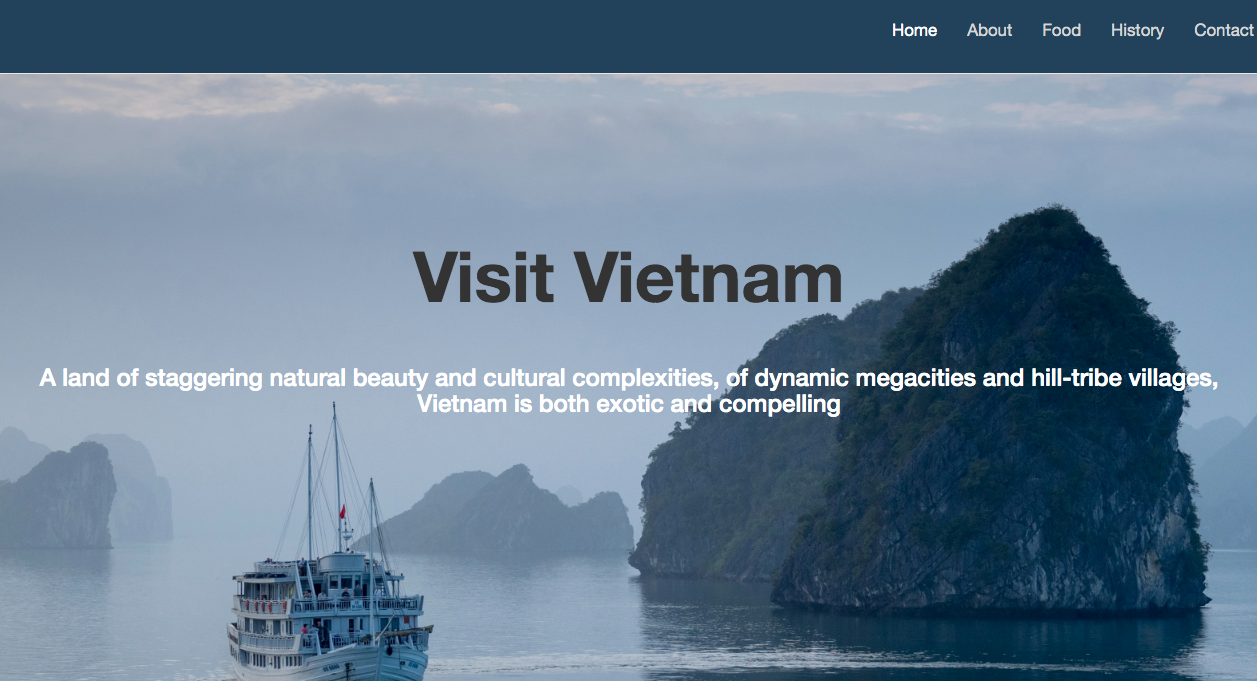 Home About Food History Contact
Visit Vietnam
A land of staggering natural beauty and cultural complexities, of dynamic megacities and hill-tribe villages,
Vietnam is both exotic and compelling